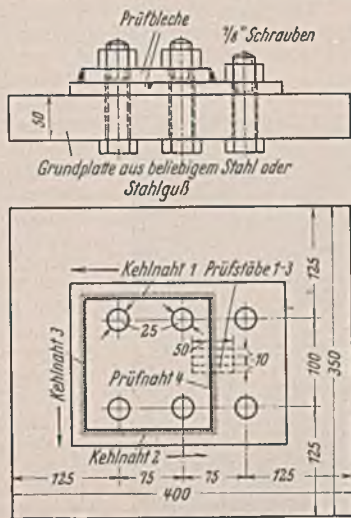 Prüfbleche
7/8" Schrauben
50
Grundplatte aus beliebigem Stahl oder
Stahlguß
Kehlnaht 1 Prüfstäbe 1-3
25
50
10
Kehlnaht 3
Prüfnaht 4
Kehlnaht 2
125
100
125
350
125
75
75
125
400